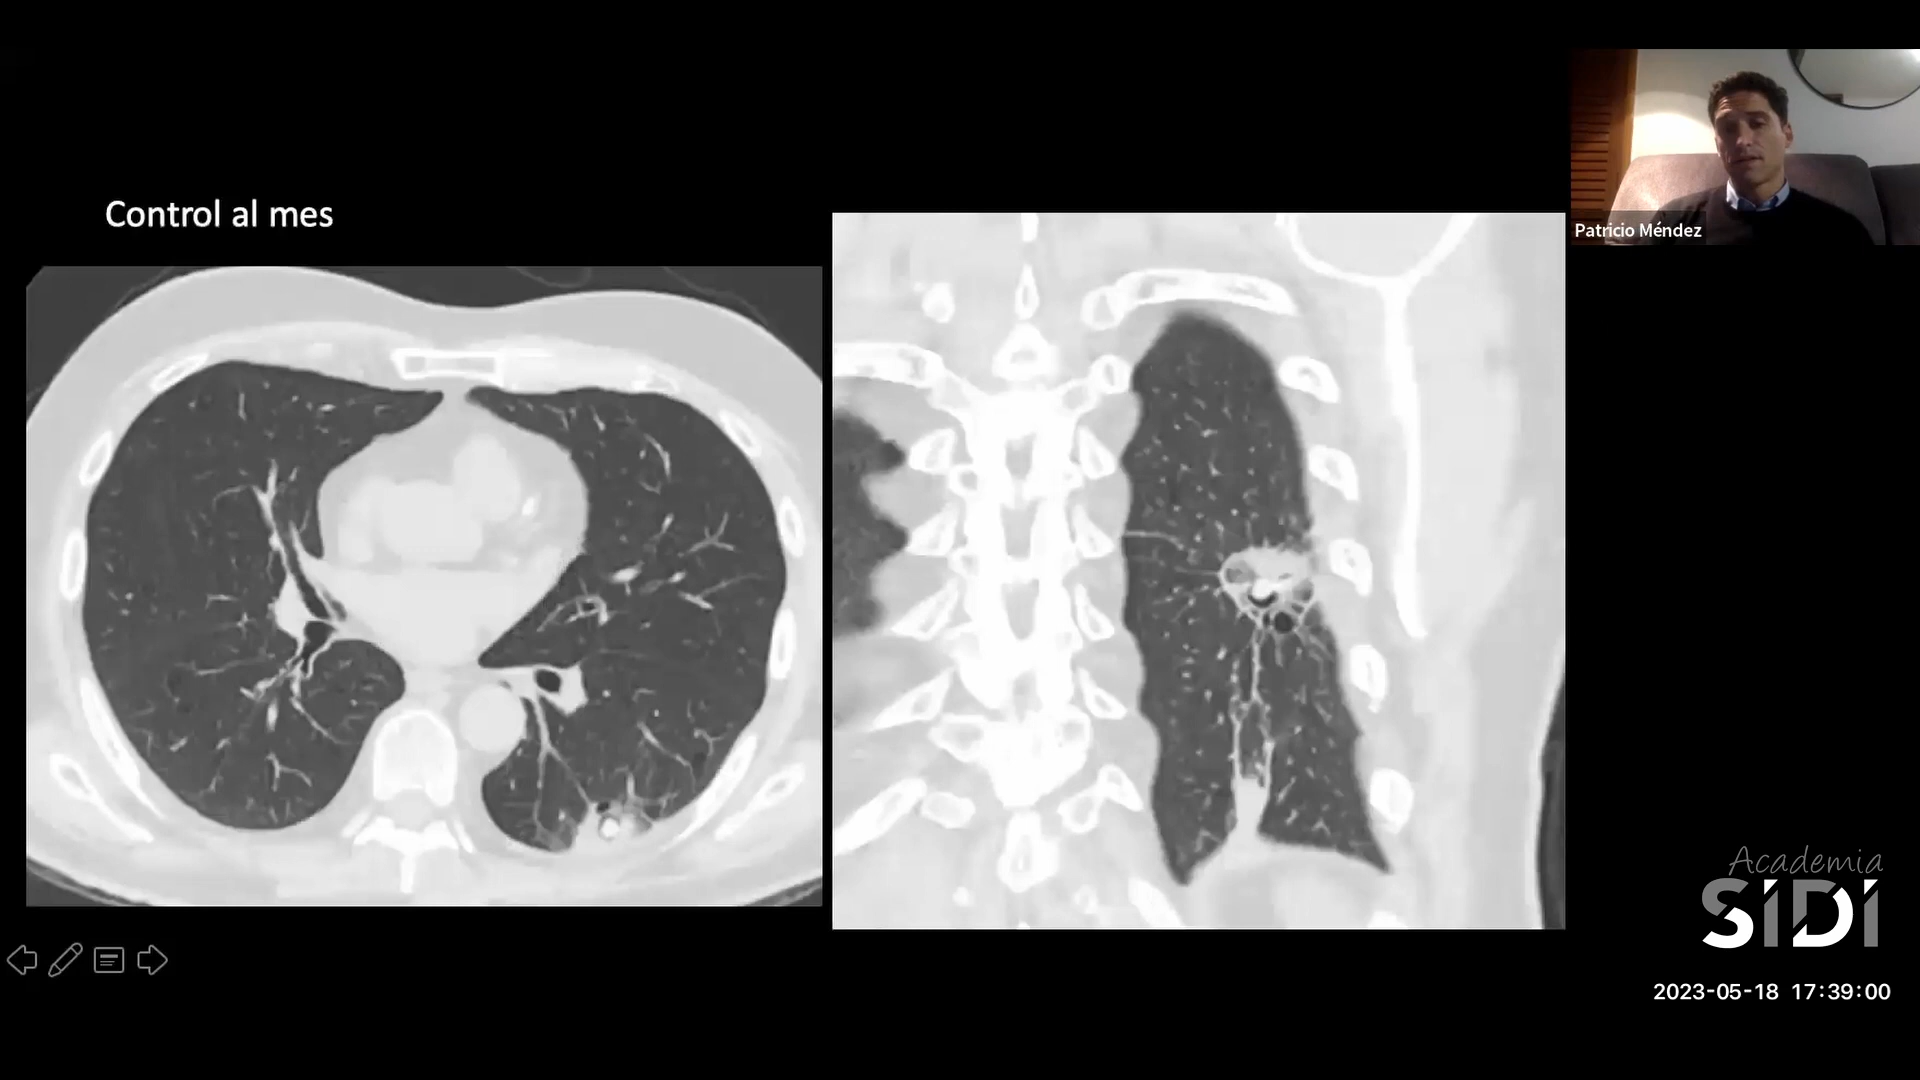 Control al mes
Patricio Méndez
Academia
SiDi
2023-05-18 17:39:00